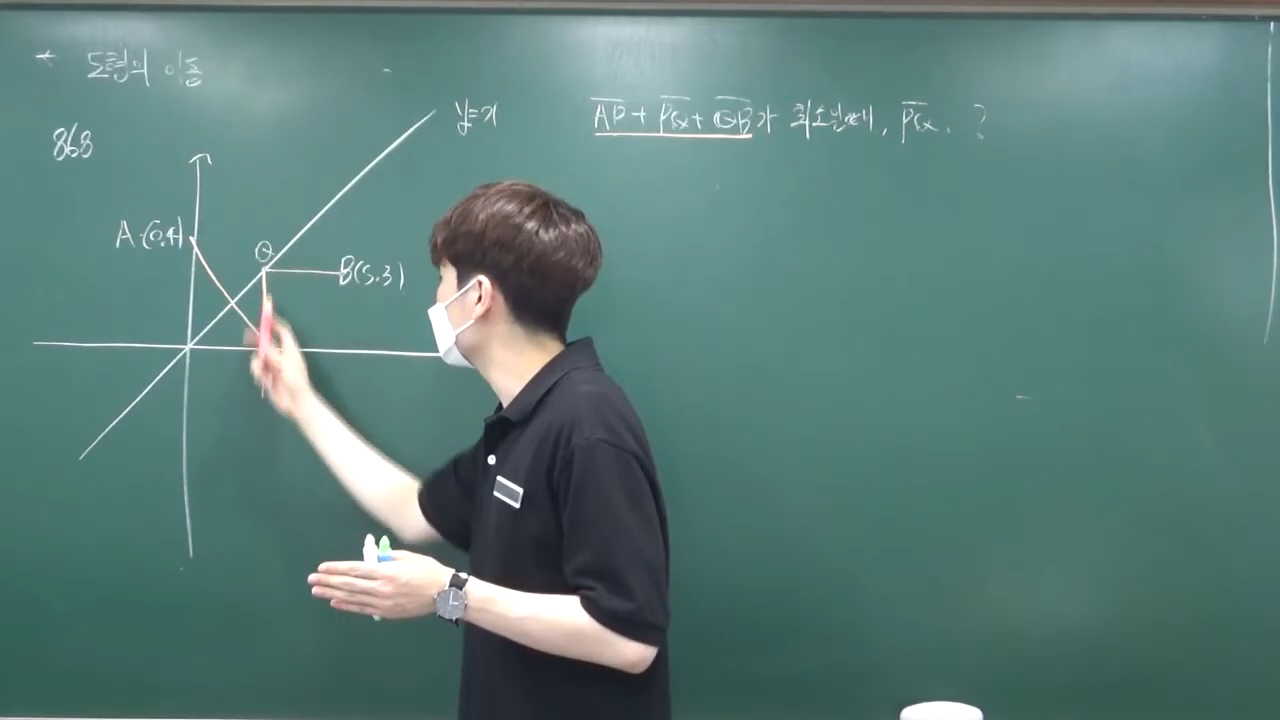 * 도형의 이동
868
y=x
A(0,4)
Q
B(5,3)
AP + PQ + QB가 최소일 때, PQ. ?